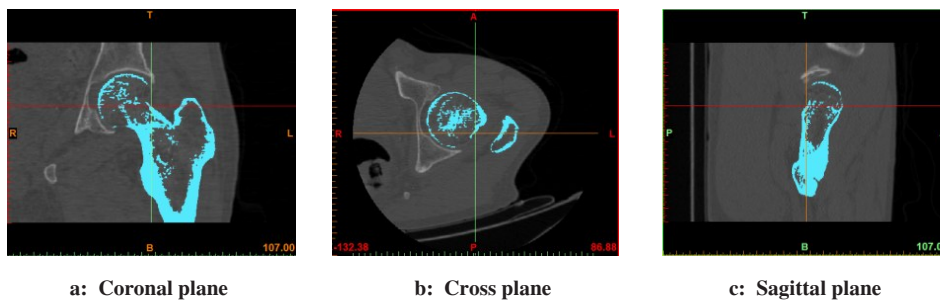 T
R
L
B
107.00
A
R
L
-132.38
P
86.88
T
P
A
B
107.0
a: Coronal plane
b: Cross plane
c: Sagittal plane